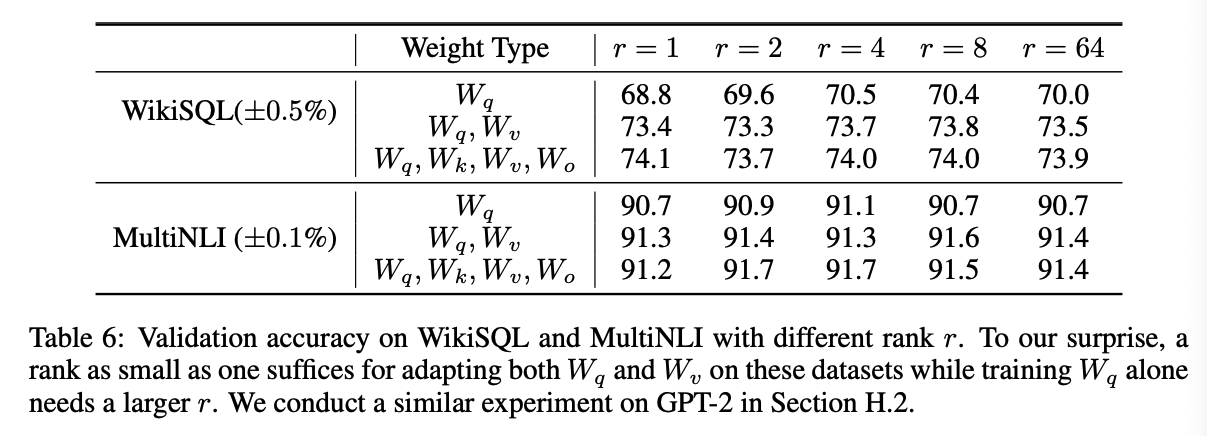 Weight Type r = 1 r = 2 r = 4 r = 8 r = 64
WikiSQL(±0.5%)
W_q 68.8 69.6 70.5 70.4 70.0
W_q, W_v 73.4 73.3 73.7 73.8 73.5
W_q, W_k, W_v, W_o 74.1 73.7 74.0 74.0 73.9
MultiNLI (±0.1%)
W_q 90.7 90.9 91.1 90.7 90.7
W_q, W_v 91.3 91.4 91.3 91.6 91.4
W_q, W_k, W_v, W_o 91.2 91.7 91.7 91.5 91.4
Table 6: Validation accuracy on WikiSQL and MultiNLI with different rank r. To our surprise, a
rank as small as one suffices for adapting both W_q and W_v on these datasets while training W_q alone
needs a larger r. We conduct a similar experiment on GPT-2 in Section H.2.